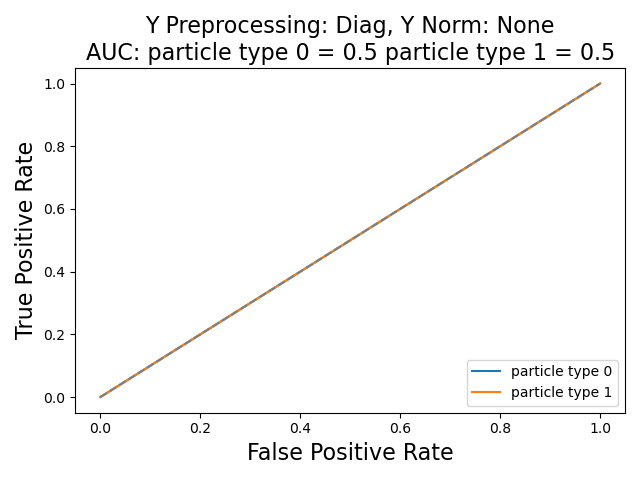 Y Preprocessing: Diag, Y Norm: None
AUC: particle type 0 = 0.5 particle type 1 = 0.5
True Positive Rate
1.0
0.8
0.6
0.4
0.2
0.0
particle type 0
particle type 1
0.0 0.2 0.4 0.6 0.8 1.0
False Positive Rate